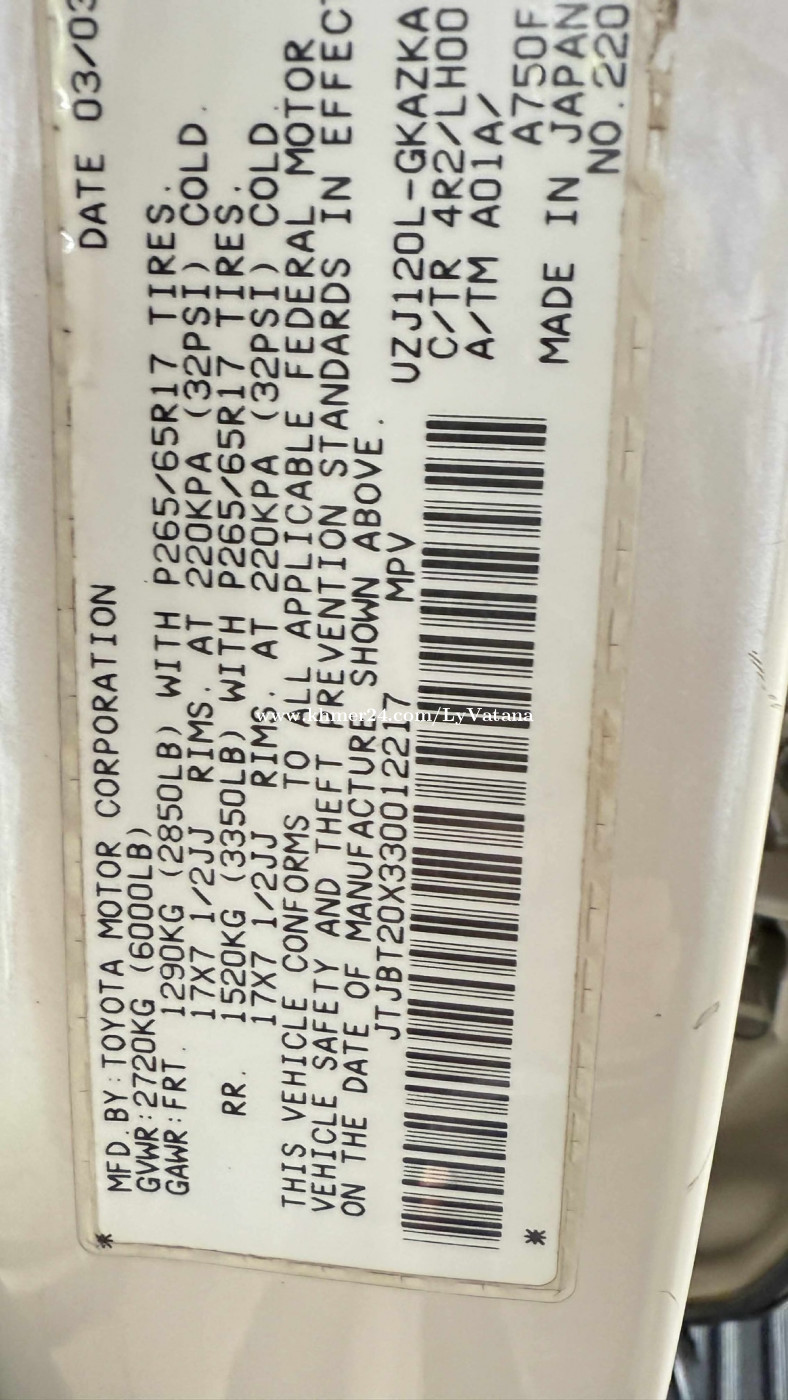 DATE 03/03
MFD.BY:TOYOTA MOTOR CORPORATION
GVWR:2720KG (6000LB)
GAWR:FRT. 1290KG (2850LB) WITH P265/65R17 TIRES.
17X7 1/2JJ RIMS. AT 220KPA (32PSI) COLD.
RR. 1520KG (3350LB) WITH P265/65R17 TIRES.
17X7 1/2JJ RIMS. AT 220KPA (32PSI) COLD.
THIS VEHICLE CONFORMS TO ALL APPLICABLE FEDERAL MOTOR
VEHICLE SAFETY AND THEFT PREVENTION STANDARDS IN EFFECT
ON THE DATE OF MANUFACTURE SHOWN ABOVE.
JTJBT20X330012217 MPV
UZJ120L-GKAZKA
C/TR 4R2/LH00
A/TM A01A/ A750F
MADE IN JAPAN
NO.220
www.khmer24.com/LyVatana